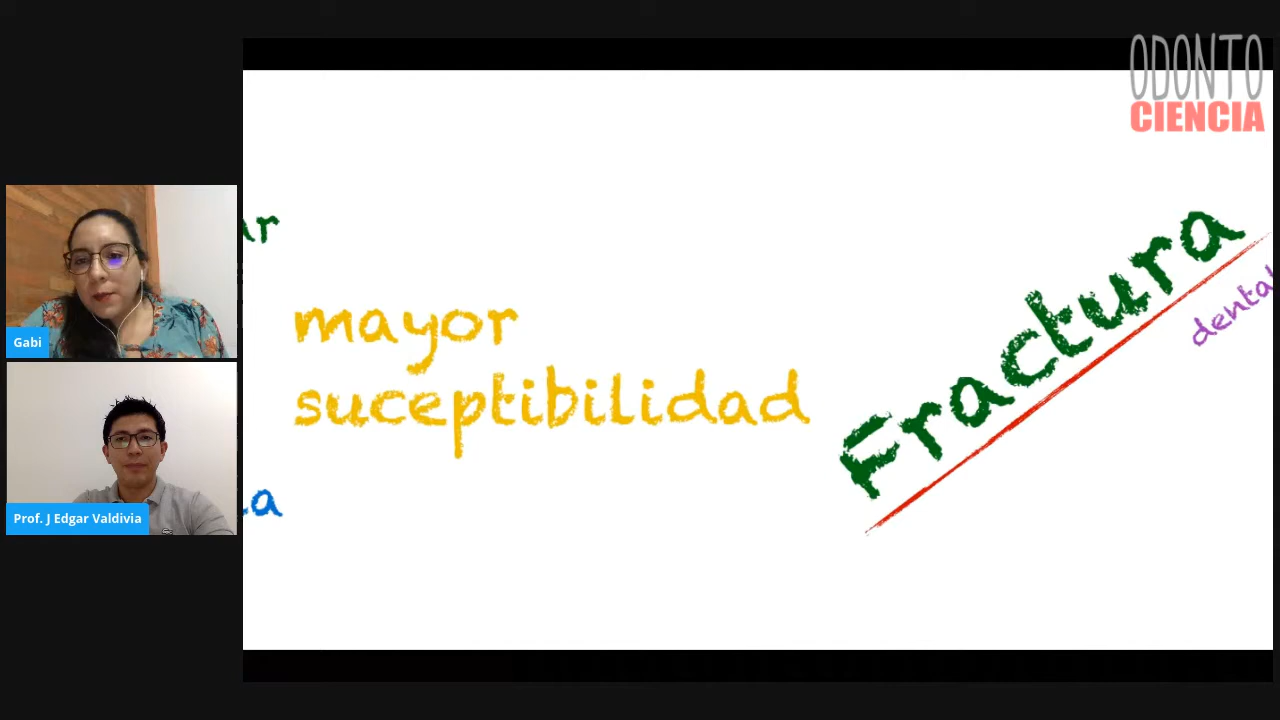 ODONTO
CIENCIA
mayor
suceptibilidad
Fractura
dental
Gabi
Prof. J Edgar Valdivia